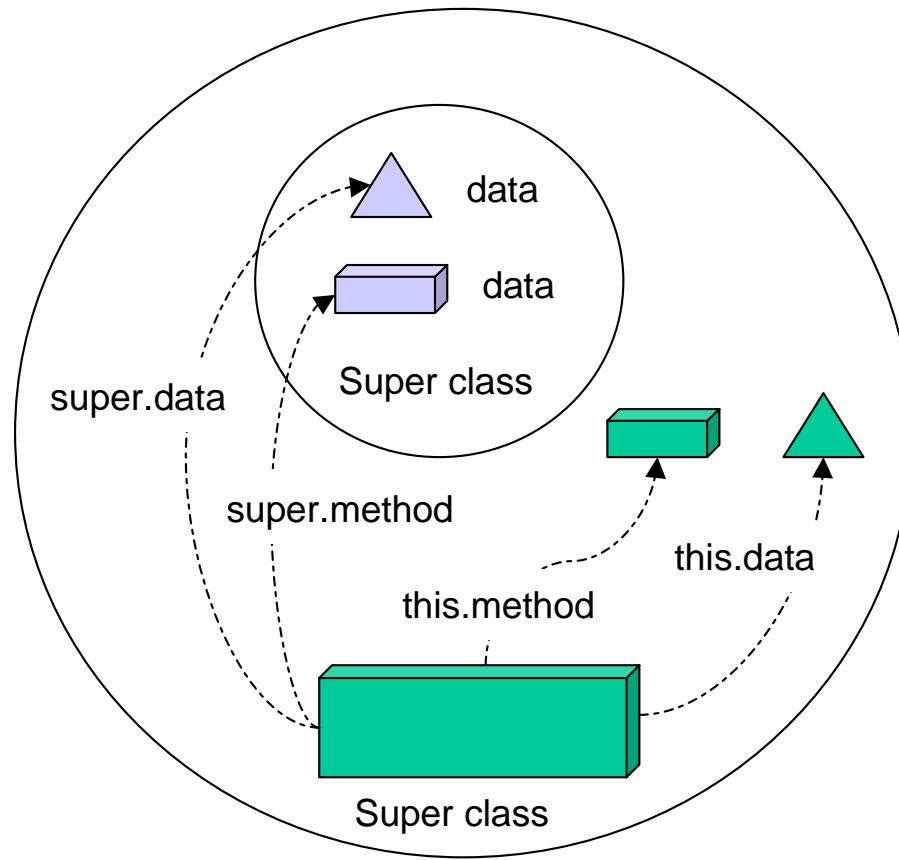 data
data
Super class
super.data
super.method
this.data
this.method
Super class